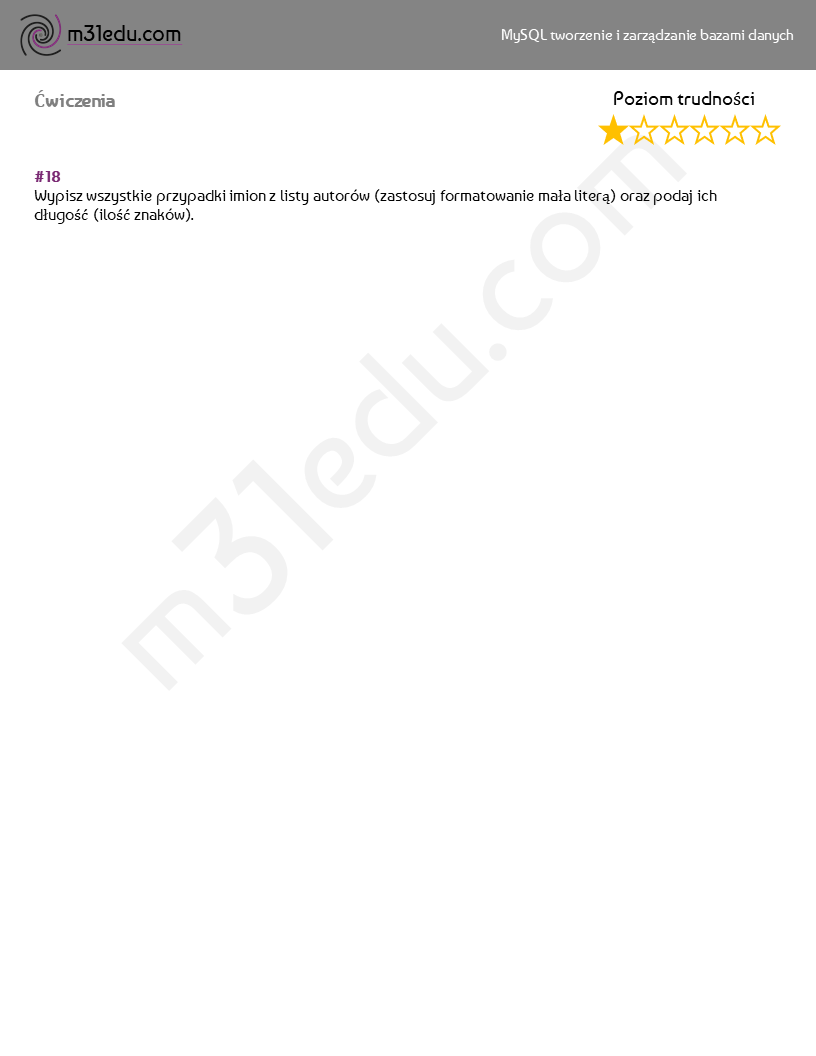 m31edu.com
MySQL tworzenie i zarządzanie bazami danych
Ćwiczenia
Poziom trudności
#18
Wypisz wszystkie przypadki imion z listy autorów (zastosuj formatowanie mała literą) oraz podaj ich
długość (ilość znaków).
m31edu.com